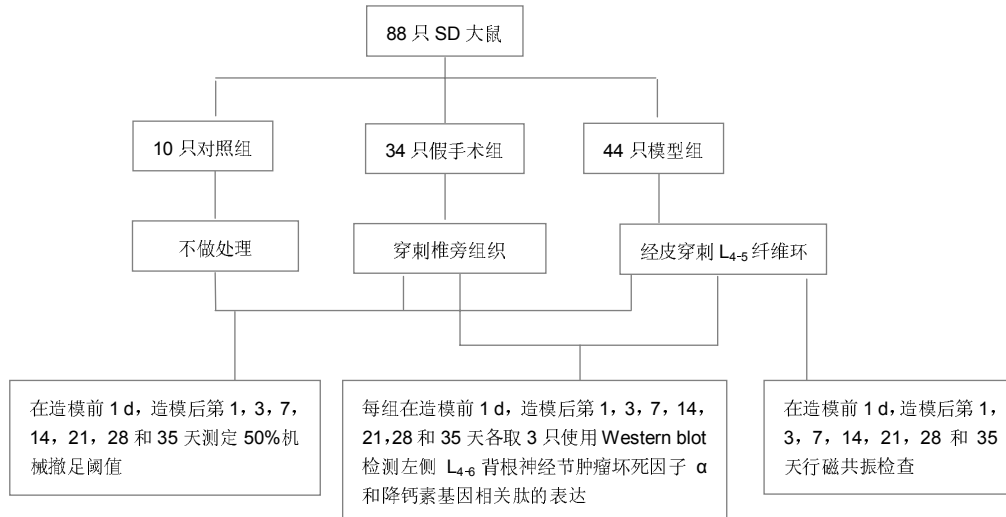 88 只 SD 大鼠
10 只对照组
34 只假手术组
44 只模型组
不做处理
穿刺椎旁组织
经皮穿刺 L4-5 纤维环
在造模前 1 d，造模后第 1，3，7，
14，21，28 和 35 天测定 50%机
械撤足阈值
每组在造模前 1 d，造模后第 1，3，7，14，
21，28 和 35 天各取 3 只使用 Western blot
检测左侧 L4-6 背根神经节肿瘤坏死因子 α
和降钙素基因相关肽的表达
在造模前 1 d，造模后第 1，
3，7，14，21，28 和 35
天行磁共振检查